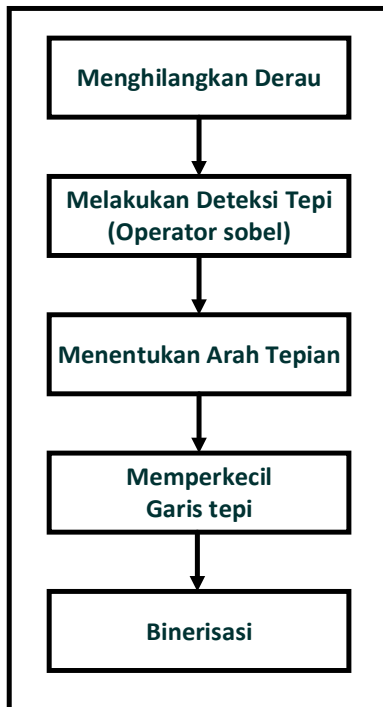 Menghilangkan Derau
Melakukan Deteksi Tepi
(Operator sobel)
Menentukan Arah Tepian
Memperkecil
Garis tepi
Binerisasi